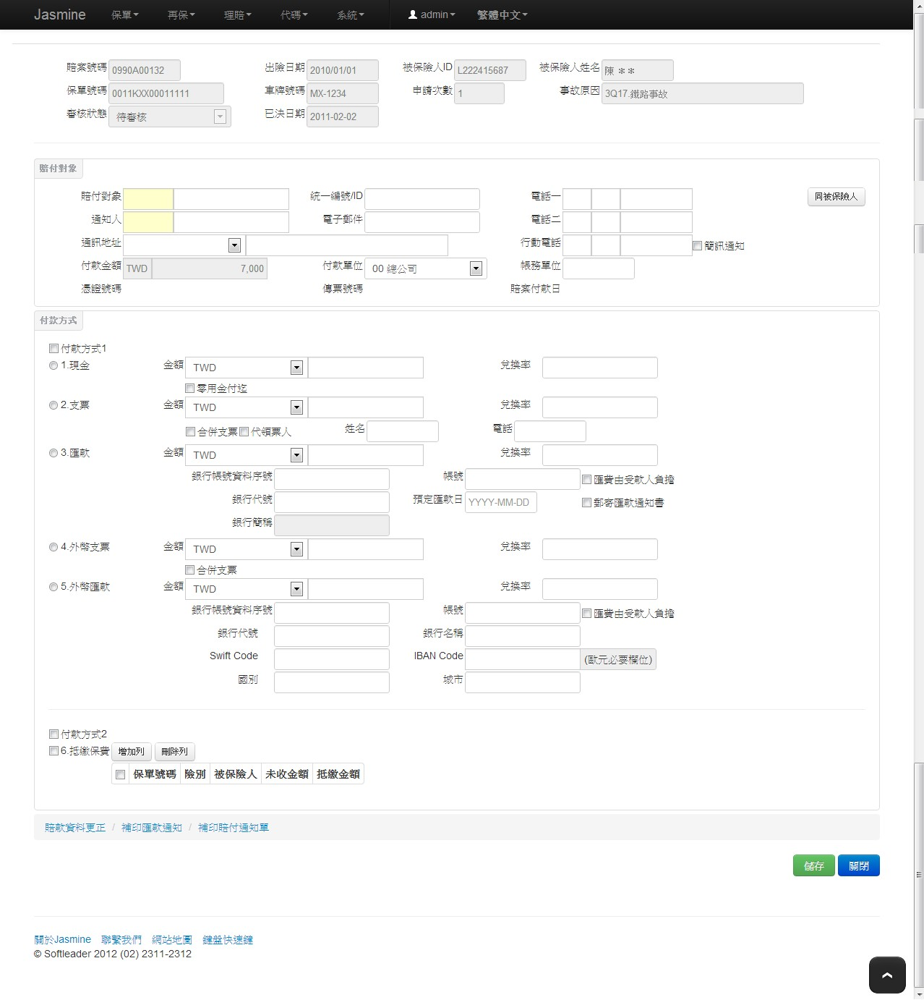 Jasmine 保單 再保 理賠 代碼 系統 admin 繁體中文
賠案號碼 0990A00132 出險日期 2010/01/01 被保險人ID L222415687 被保險人姓名 陳 ＊＊
保單號碼 0011KXX00011111 車牌號碼 MX-1234 申請次數 1 事故原因 3Q17.鐵路事故
審核狀態 待審核 已決日期 2011-02-02
賠付對象
賠付對象 統一編號/ID 電話一 同被保險人
通知人 電子郵件 電話二
通訊地址 行動電話 簡訊通知
付款金額 TWD 7,000 付款單位 00 總公司 帳務單位
憑證號碼 傳票號碼 賠案付款日
付款方式
付款方式1
1.現金 金額 TWD 兌換率
零用金付迄
2.支票 金額 TWD 兌換率
合併支票 代領票人 姓名 電話
3.匯款 金額 TWD 兌換率
銀行帳號資料序號 帳號 匯費由受款人負擔
銀行代號 預定匯款日 YYYY-MM-DD 郵寄匯款通知書
銀行簡稱
4.外幣支票 金額 TWD 兌換率
合併支票
5.外幣匯款 金額 TWD 兌換率
銀行帳號資料序號 帳號 匯費由受款人負擔
銀行代號 銀行名稱
Swift Code IBAN Code (歐元必要欄位)
國別 城市
付款方式2
6.抵繳保費 增加列 刪除列
保單號碼 險別 被保險人 未收金額 抵繳金額
賠款資料更正 / 補印匯款通知 / 補印賠付通知單
儲存 關閉
關於Jasmine 聯繫我們 網站地圖 鍵盤快速鍵
© Softleader 2012 (02) 2311-2312